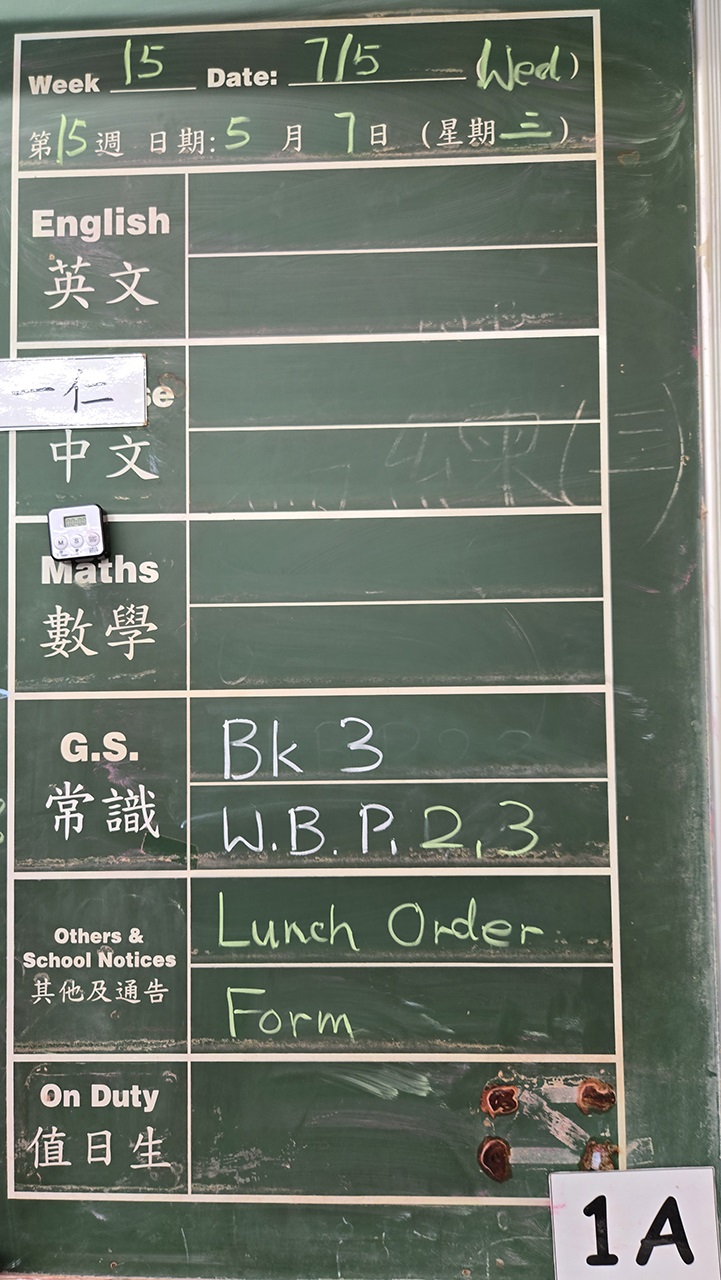 Week 15 Date: 7/5 (Wed)
第15週 日期:5月7日 (星期三)
English
英文
一仁
中文
Maths
數學
G.S.
常識
Bk 3
W.B. P. 2,3
Others &
School Notices
其他及通告
Lunch Order
Form
On Duty
值日生
1A